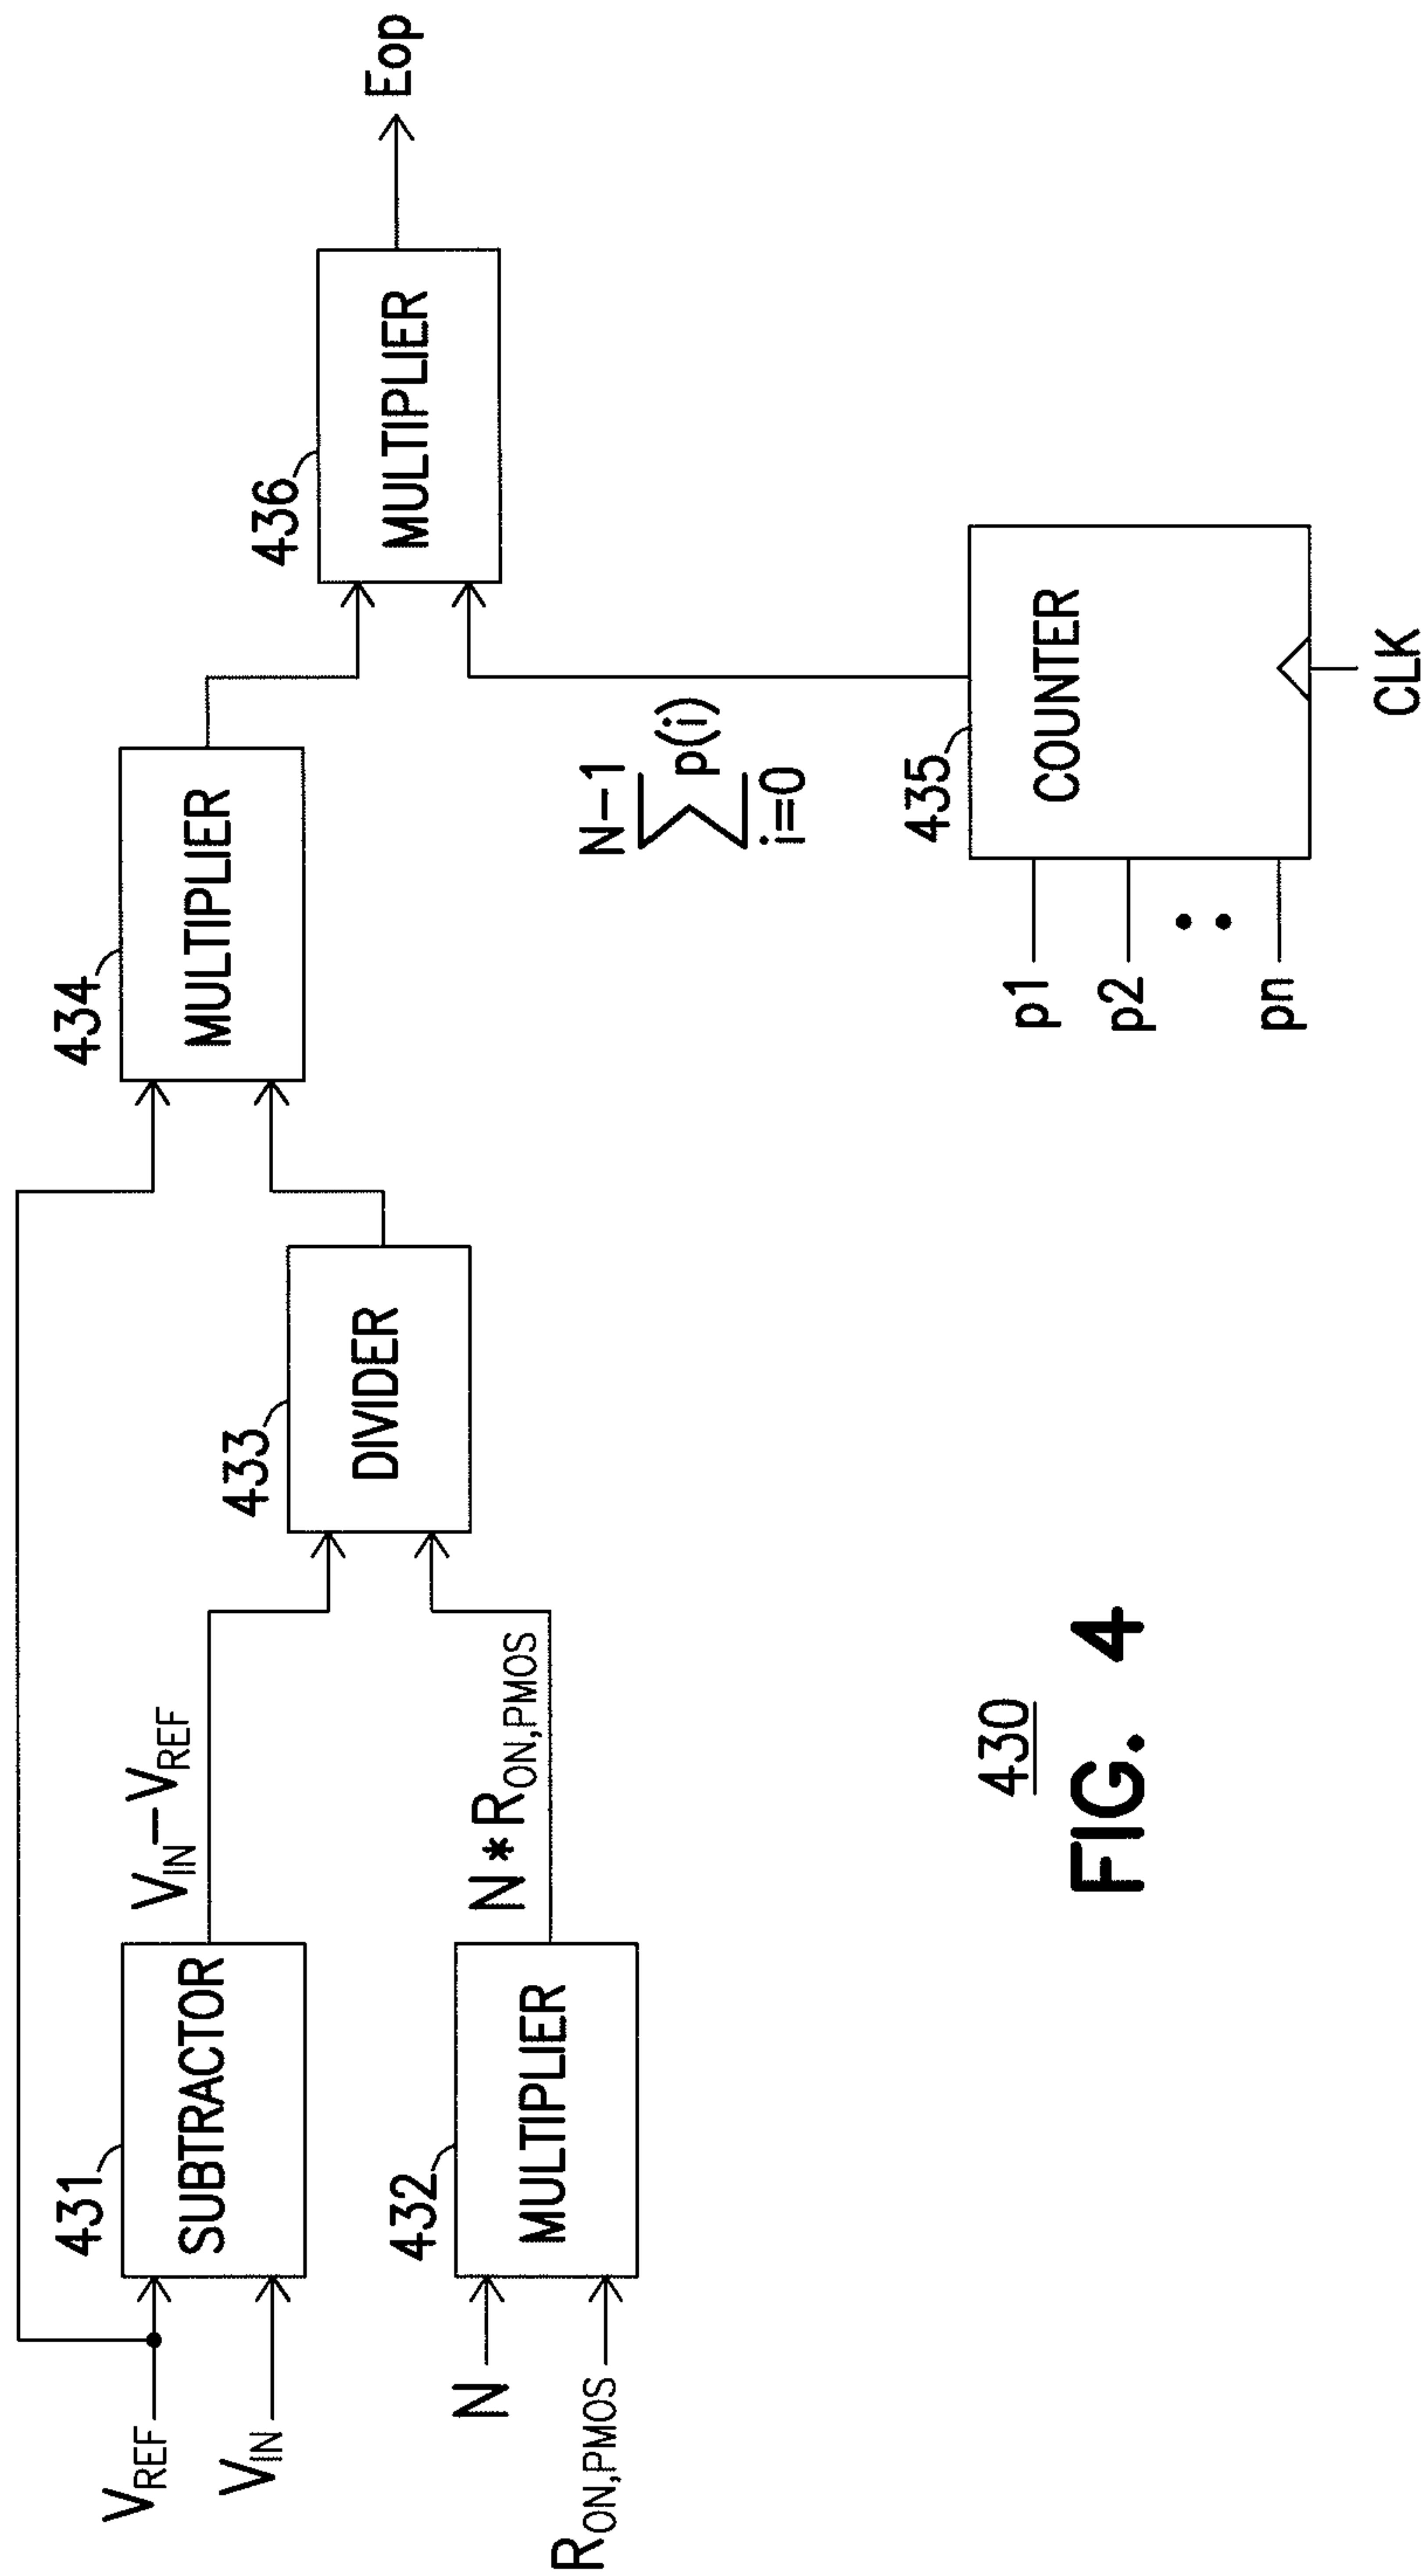 V_REF
V_IN
431
SUBTRACTOR
V_IN–V_REF
N
R_ON,PMOS
432
MULTIPLIER
N*R_ON,PMOS
433
DIVIDER
434
MULTIPLIER
436
MULTIPLIER
Eop
N−1
∑ p(i)
i=0
435
COUNTER
p1
p2
pn
CLK
430
FIG. 4